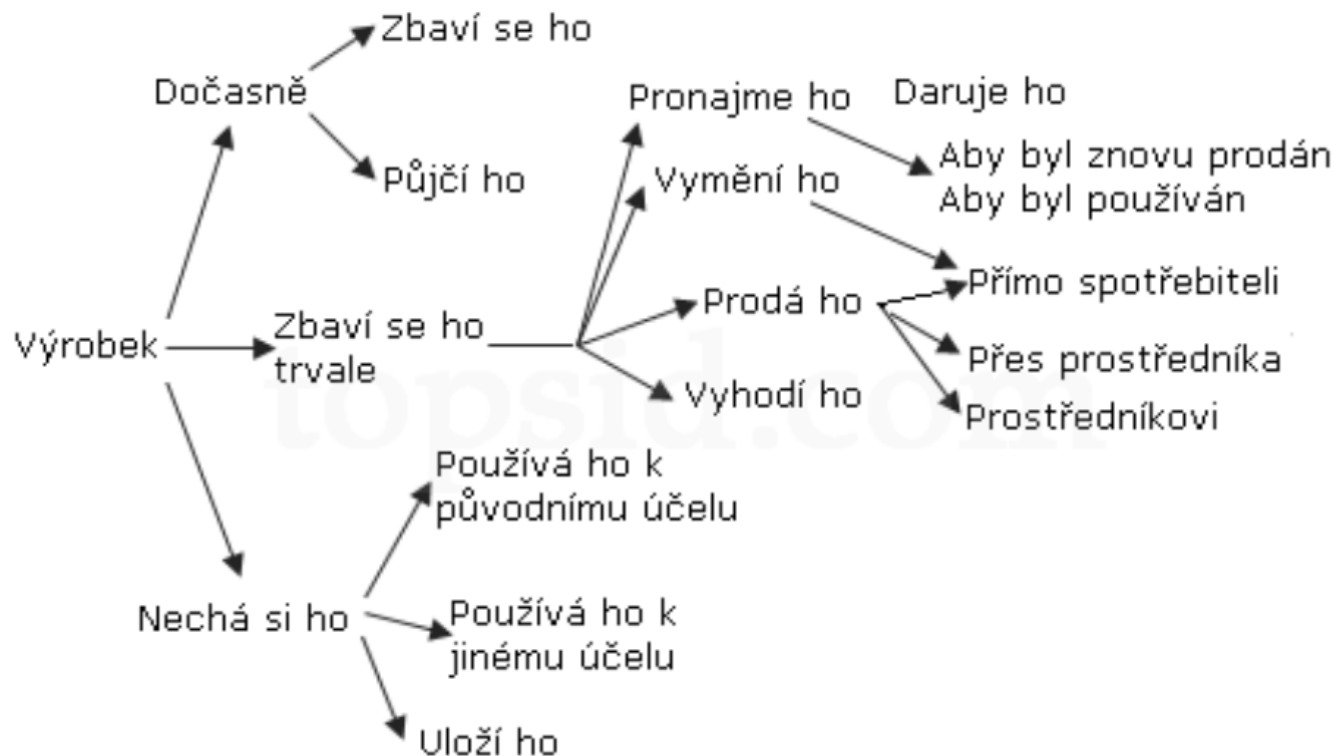 Zbaví se ho
Dočasně
Pronajme ho
Daruje ho
Aby byl znovu prodán
Půjčí ho
Vymění ho
Aby byl používán
Přímo spotřebiteli
Prodá ho
Zbaví se ho
trvale
Výrobek
Přes prostředníka
Vyhodí ho
Prostředníkovi
topsid.com
Používá ho k
původnímu účelu
Nechá si ho
Používá ho k
jinému účelu
Uloží ho